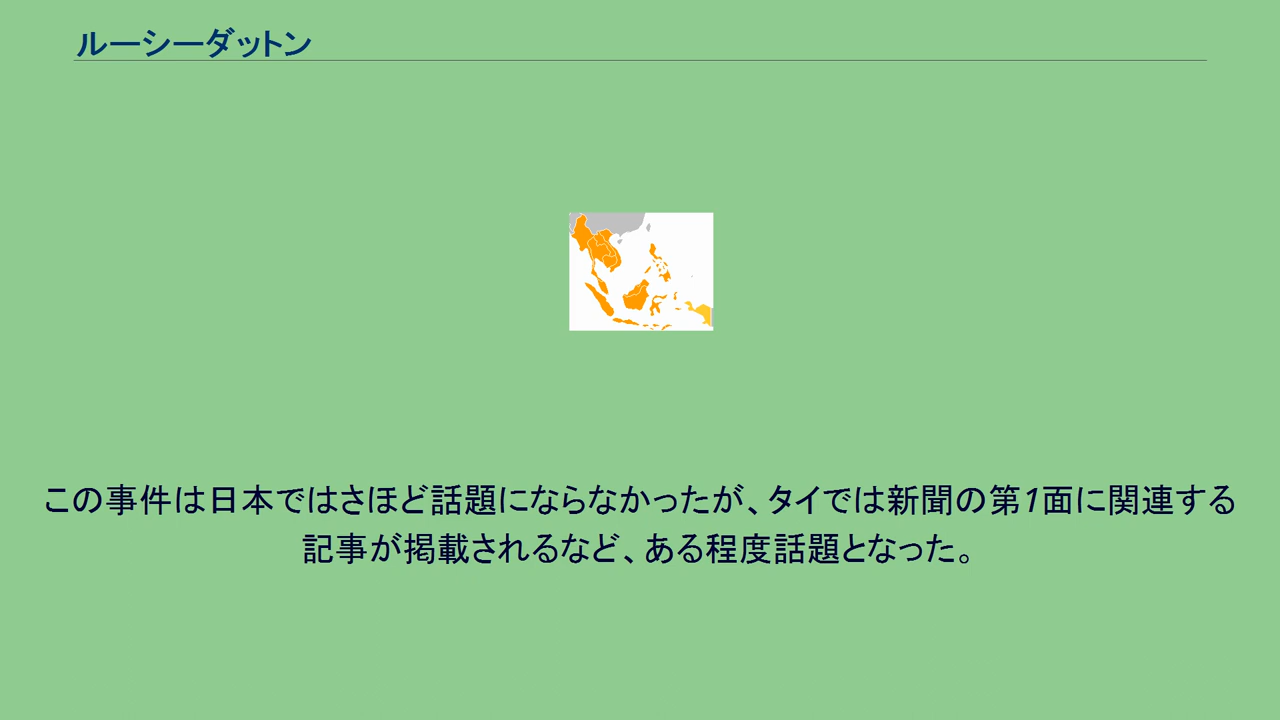 ルーシーダットン
この事件は日本ではさほど話題にならなかったが、タイでは新聞の第1面に関連する
記事が掲載されるなど、ある程度話題となった。